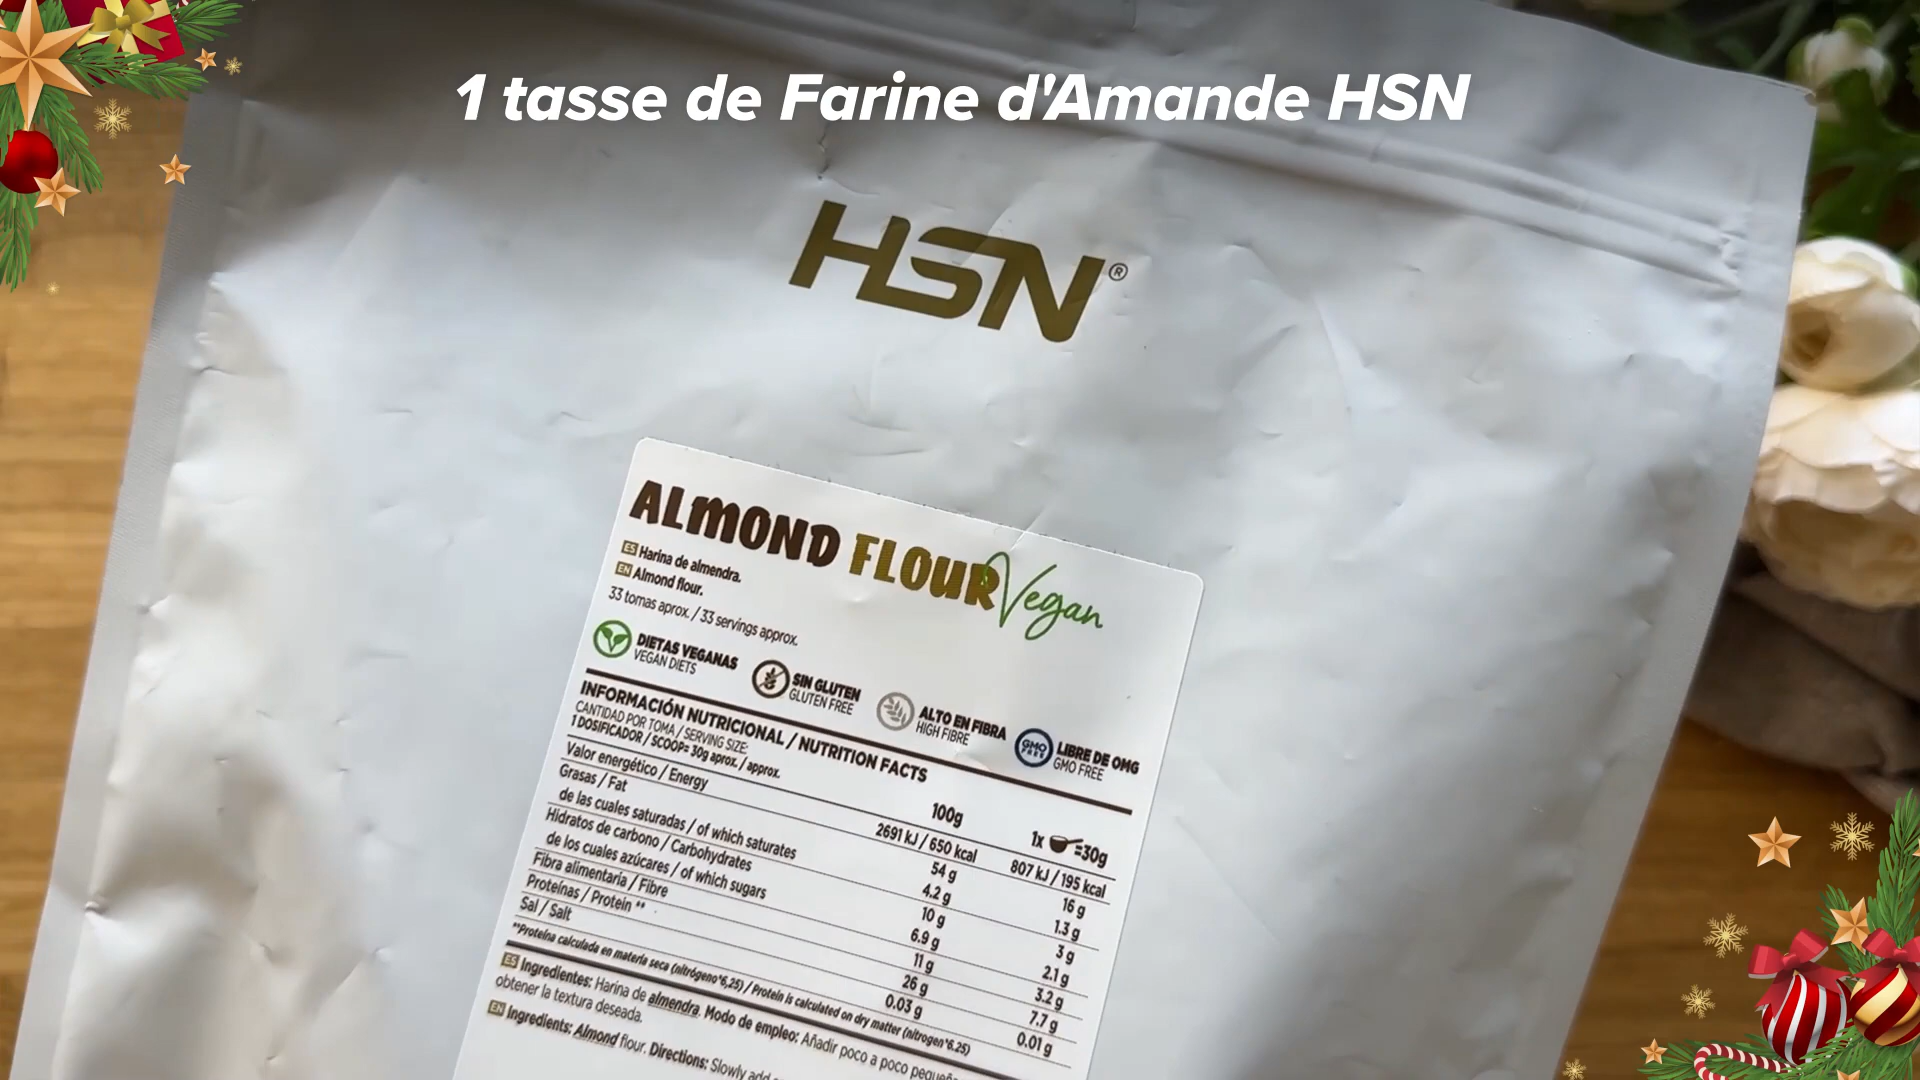 1 tasse de Farine d'Amande HSN
HSN®
ALMOND FLOUR Vegan
ES Harina de almendra.
EN Almond flour.
33 tomas aprox. / 33 servings approx.
DIETAS VEGANAS
VEGAN DIETS
SIN GLUTEN
GLUTEN FREE
ALTO EN FIBRA
HIGH FIBRE
GMO FREE
LIBRE DE OMG
GMO FREE
INFORMACIÓN NUTRICIONAL / NUTRITION FACTS
CANTIDAD POR TOMA / SERVING SIZE:
1 DOSIFICADOR / SCOOP= 30g aprox. / approx.
100g 1x =30g
Valor energético / Energy 2691 kJ / 650 kcal 807 kJ / 195 kcal
Grasas / Fat 54 g 16 g
de las cuales saturadas / of which saturates 4.2 g 1.3 g
Hidratos de carbono / Carbohydrates 10 g 3 g
de los cuales azúcares / of which sugars 6.9 g 2.1 g
Fibra alimentaria / Fibre 11 g 3.2 g
Proteínas / Protein ** 26 g 7.7 g
Sal / Salt 0.03 g 0.01 g
**Proteína calculada en materia seca (nitrógeno*6,25) / Protein is calculated on dry matter (nitrogen*6.25)
ES Ingredientes: Harina de almendra. Modo de empleo: Añadir poco a poco
obtener la textura deseada.
EN Ingredients: Almond flour. Directions: Slowly add